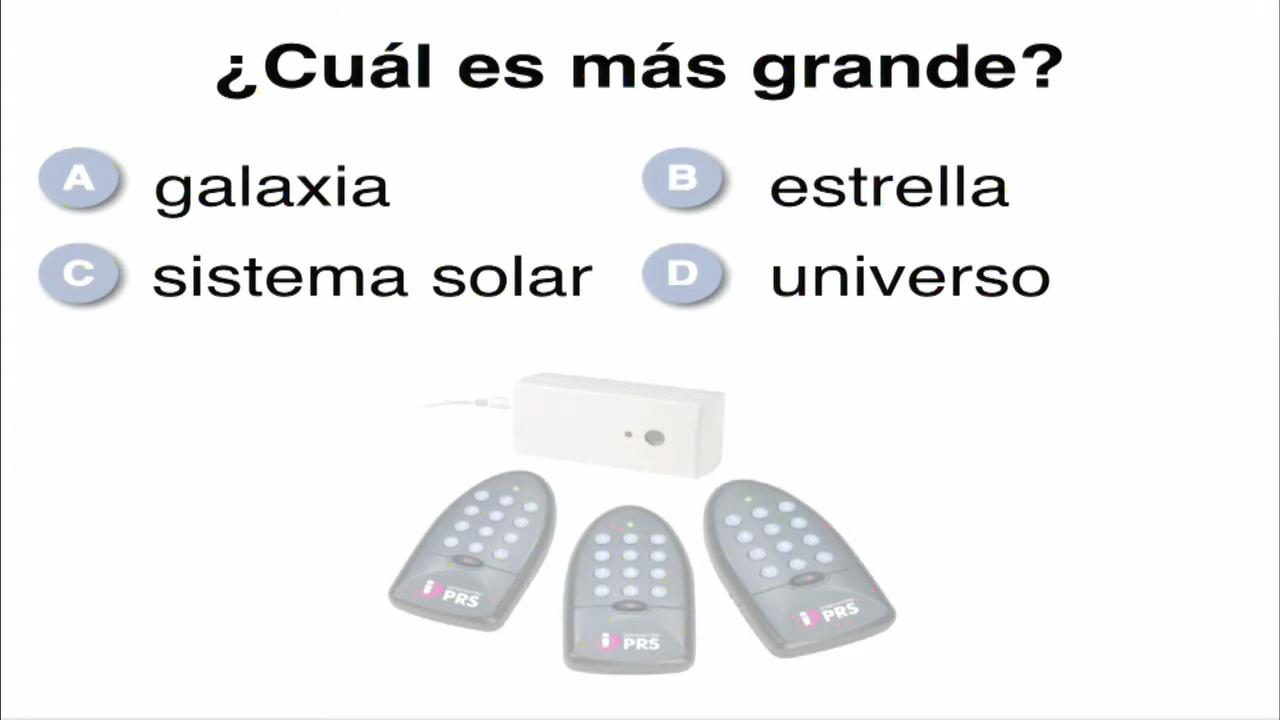 ¿Cuál es más grande?
A galaxia
B estrella
C sistema solar
D universo
PRS
PRS
PRS